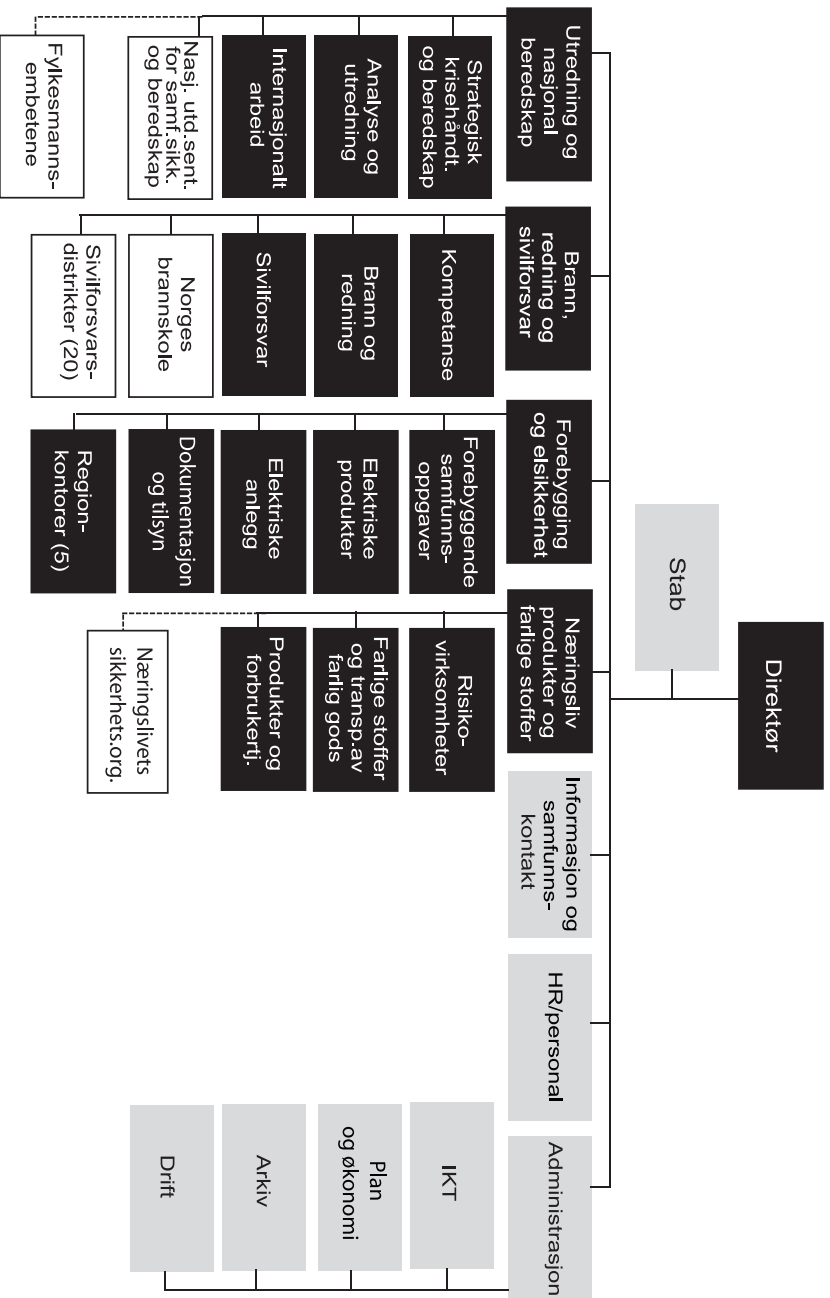 Direktør
Stab
Utredning og
nasjonal
beredskap
Strategisk
krisehåndt.
og beredskap
Analyse og
utredning
Internasjonalt
arbeid
Nasj. utd.sent.
for samf.sikk.
og beredskap
Fylkesmanns-
embetene
Brann,
redning og
sivilforsvar
Kompetanse
Brann og
redning
Sivilforsvar
Norges
brannskole
Sivilforsvars-
distrikter (20)
Forebygging
og elsikkerhet
Forebyggende
samfunns-
oppgaver
Elektriske
produkter
Elektriske
anlegg
Dokumentasjon
og tilsyn
Region-
kontorer (5)
Næringsliv
produkter og
farlige stoffer
Risiko-
virksomheter
Farlige stoffer
og transp.av
farlig gods
Produkter og
forbrukertj.
Næringslivets
sikkerhets.org.
Informasjon og
samfunns-
kontakt
HR/personal
Administrasjon
IKT
Plan
og økonomi
Arkiv
Drift